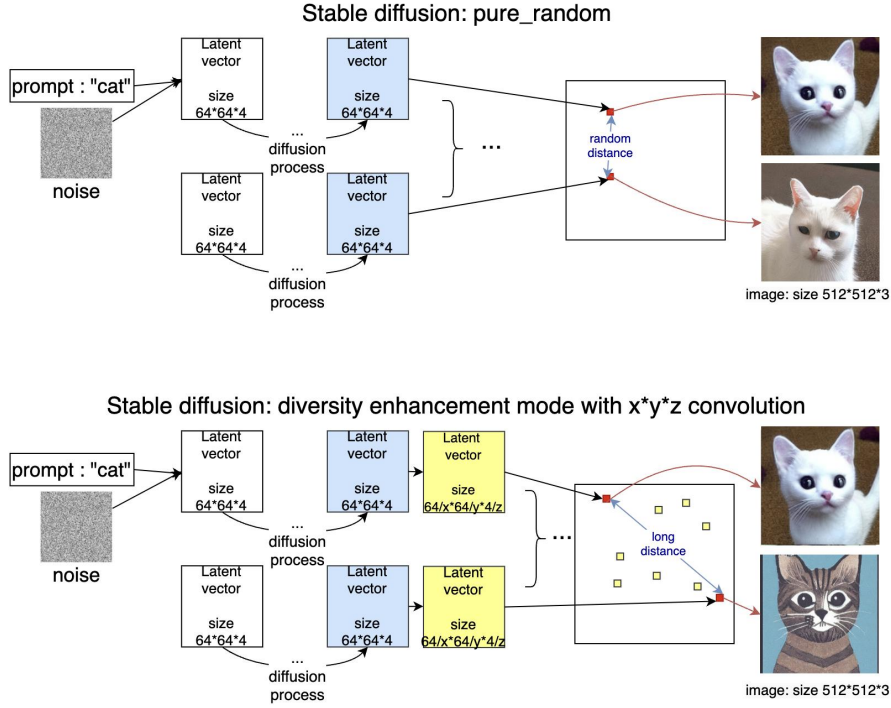 Stable diffusion: pure_random
prompt : "cat"
noise
Latent
vector
size
64*64*4
...
diffusion
process
Latent
vector
size
64*64*4
Latent
vector
size
64*64*4
...
diffusion
process
Latent
vector
size
64*64*4
...
random
distance
image: size 512*512*3
Stable diffusion: diversity enhancement mode with x*y*z convolution
prompt : "cat"
noise
Latent
vector
size
64*64*4
...
diffusion
process
Latent
vector
size
64*64*4
Latent
vector
size
64/x*64/y*4/z
Latent
vector
size
64*64*4
...
diffusion
process
Latent
vector
size
64*64*4
Latent
vector
size
64/x*64/y*4/z
...
long
distance
image: size 512*512*3